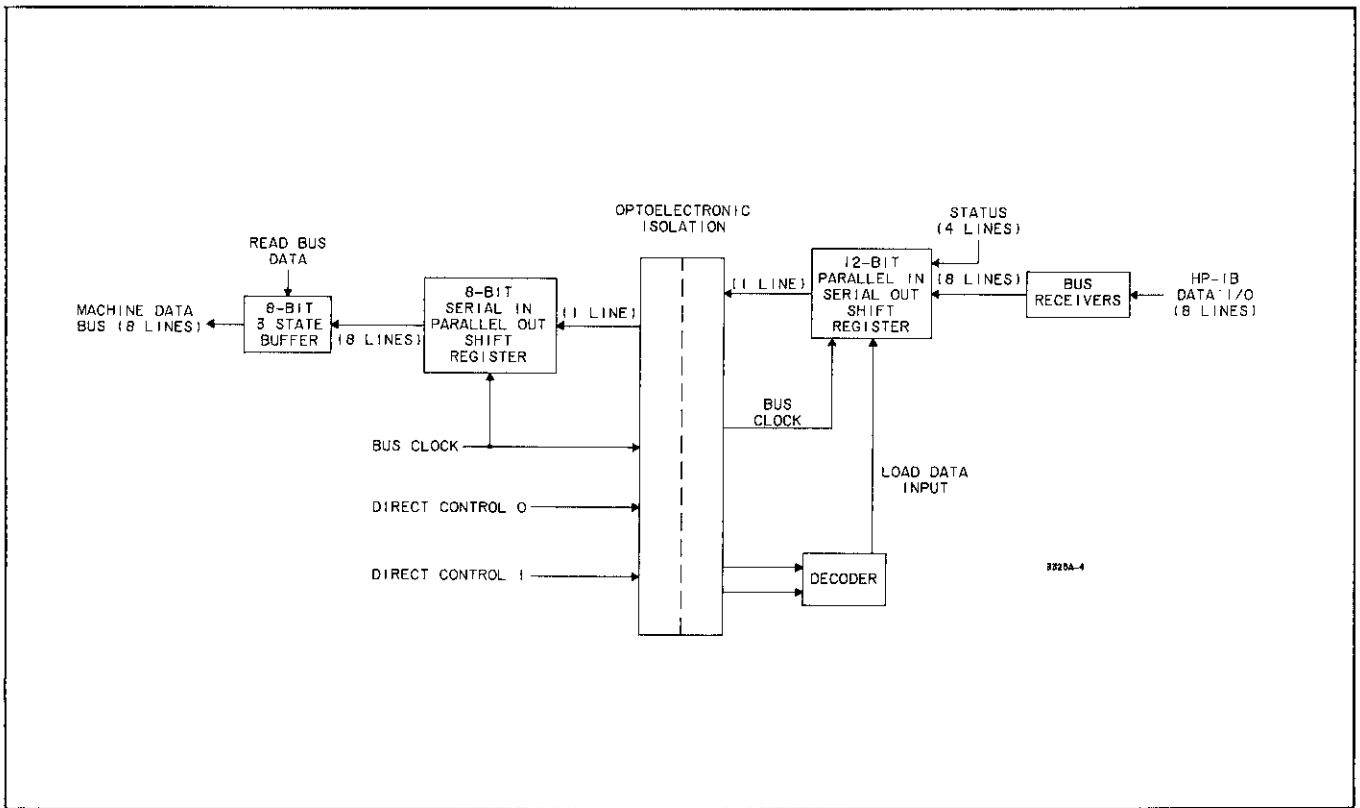 OPTOELECTRONIC
ISOLATION
STATUS
(4 LINES)
READ BUS
DATA
MACHINE DATA
BUS (8 LINES)
8-BIT
3 STATE
BUFFER
(8 LINES)
8-BIT
SERIAL IN
PARALLEL OUT
SHIFT
REGISTER
(1 LINE)
(1 LINE)
12-BIT
PARALLEL IN
SERIAL OUT
SHIFT
REGISTER
(8 LINES)
BUS
RECEIVERS
HP-IB
DATA I/O
(8 LINES)
BUS
CLOCK
BUS CLOCK
LOAD DATA
INPUT
DIRECT CONTROL 0
DIRECT CONTROL 1
DECODER